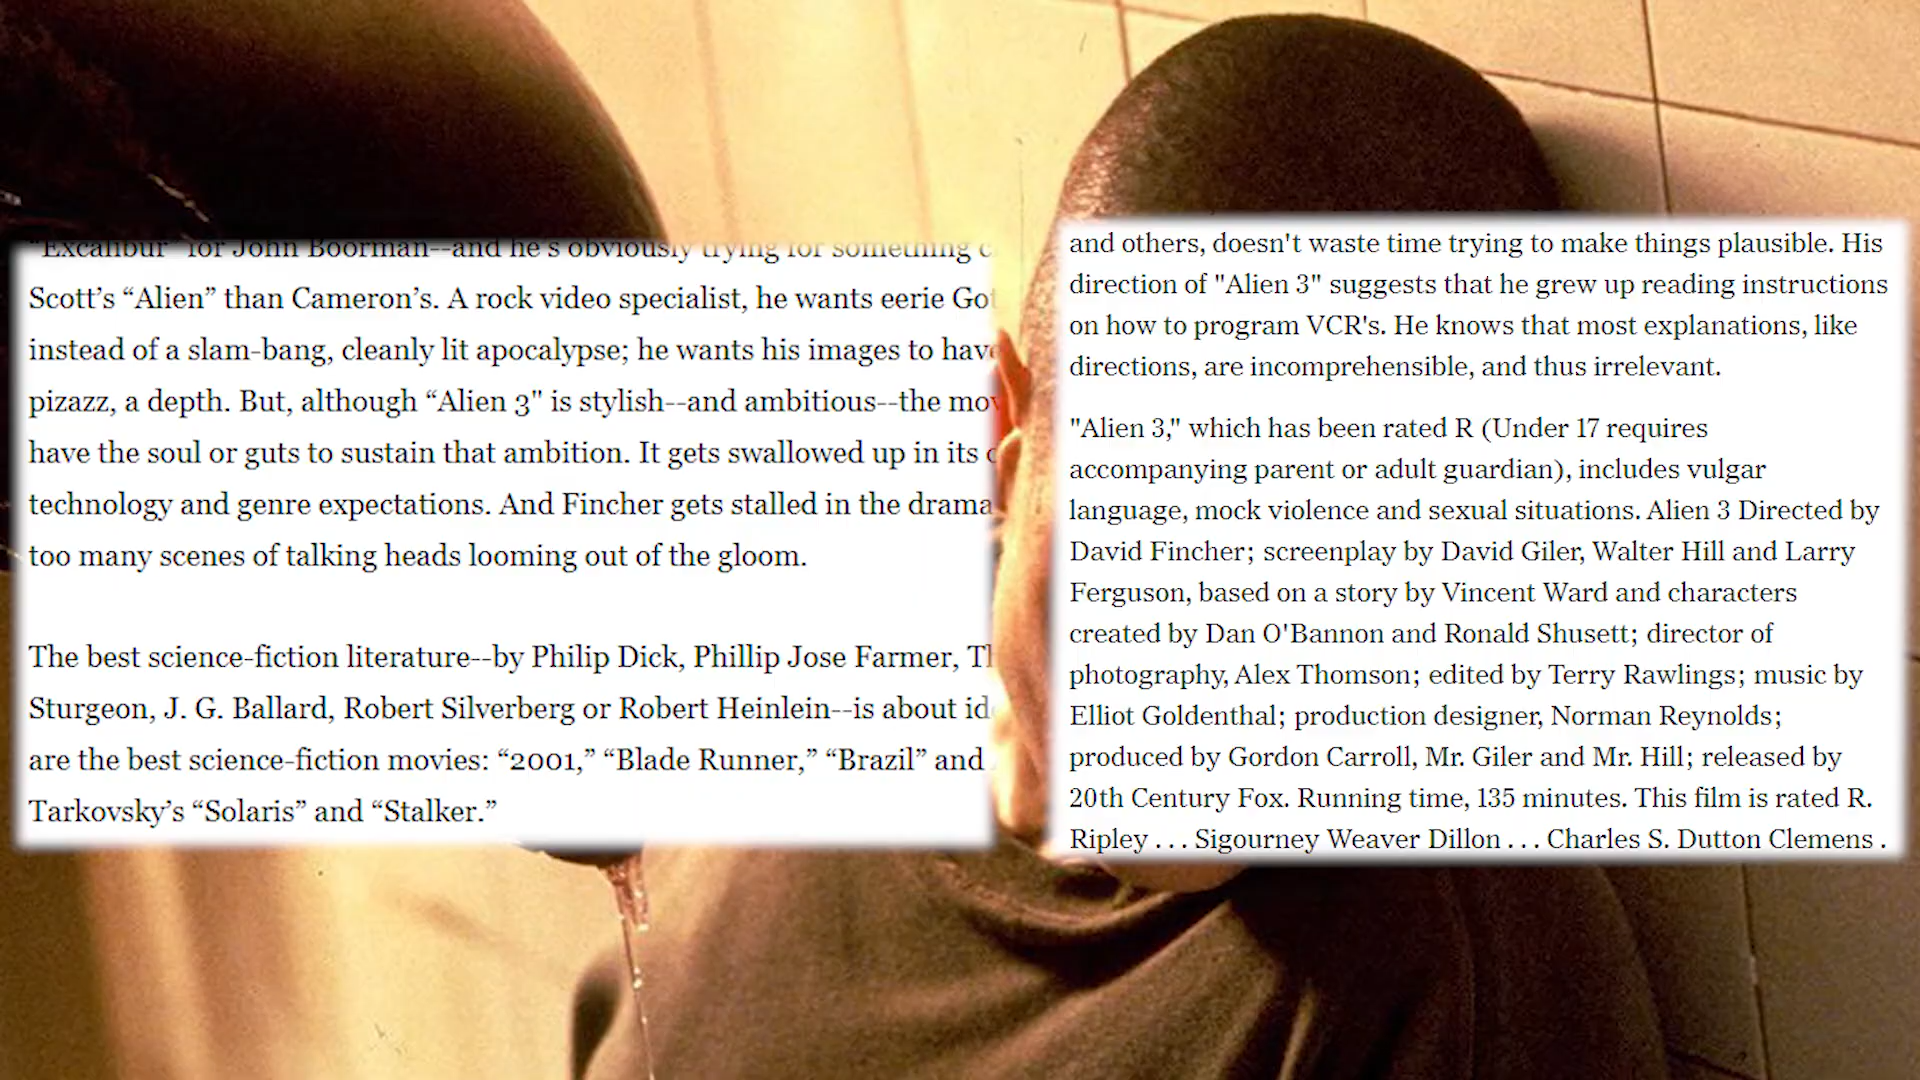 “Excalibur” for John Boorman--and he’s obviously trying for something
Scott’s “Alien” than Cameron’s. A rock video specialist, he wants eerie
instead of a slam-bang, cleanly lit apocalypse; he wants his images to have
pizazz, a depth. But, although “Alien 3" is stylish--and ambitious--the
have the soul or guts to sustain that ambition. It gets swallowed up in its
technology and genre expectations. And Fincher gets stalled in the drama
too many scenes of talking heads looming out of the gloom.
The best science-fiction literature--by Philip Dick, Phillip Jose Farmer,
Sturgeon, J. G. Ballard, Robert Silverberg or Robert Heinlein--is about
are the best science-fiction movies: “2001,” “Blade Runner,” “Brazil” and
Tarkovsky’s “Solaris” and “Stalker.”
and others, doesn't waste time trying to make things plausible. His
direction of "Alien 3" suggests that he grew up reading instructions
on how to program VCR's. He knows that most explanations, like
directions, are incomprehensible, and thus irrelevant.
"Alien 3," which has been rated R (Under 17 requires
accompanying parent or adult guardian), includes vulgar
language, mock violence and sexual situations. Alien 3 Directed by
David Fincher; screenplay by David Giler, Walter Hill and Larry
Ferguson, based on a story by Vincent Ward and characters
created by Dan O'Bannon and Ronald Shusett; director of
photography, Alex Thomson; edited by Terry Rawlings; music by
Elliot Goldenthal; production designer, Norman Reynolds;
produced by Gordon Carroll, Mr. Giler and Mr. Hill; released by
20th Century Fox. Running time, 135 minutes. This film is rated R.
Ripley . . . Sigourney Weaver Dillon . . . Charles S. Dutton Clemens .